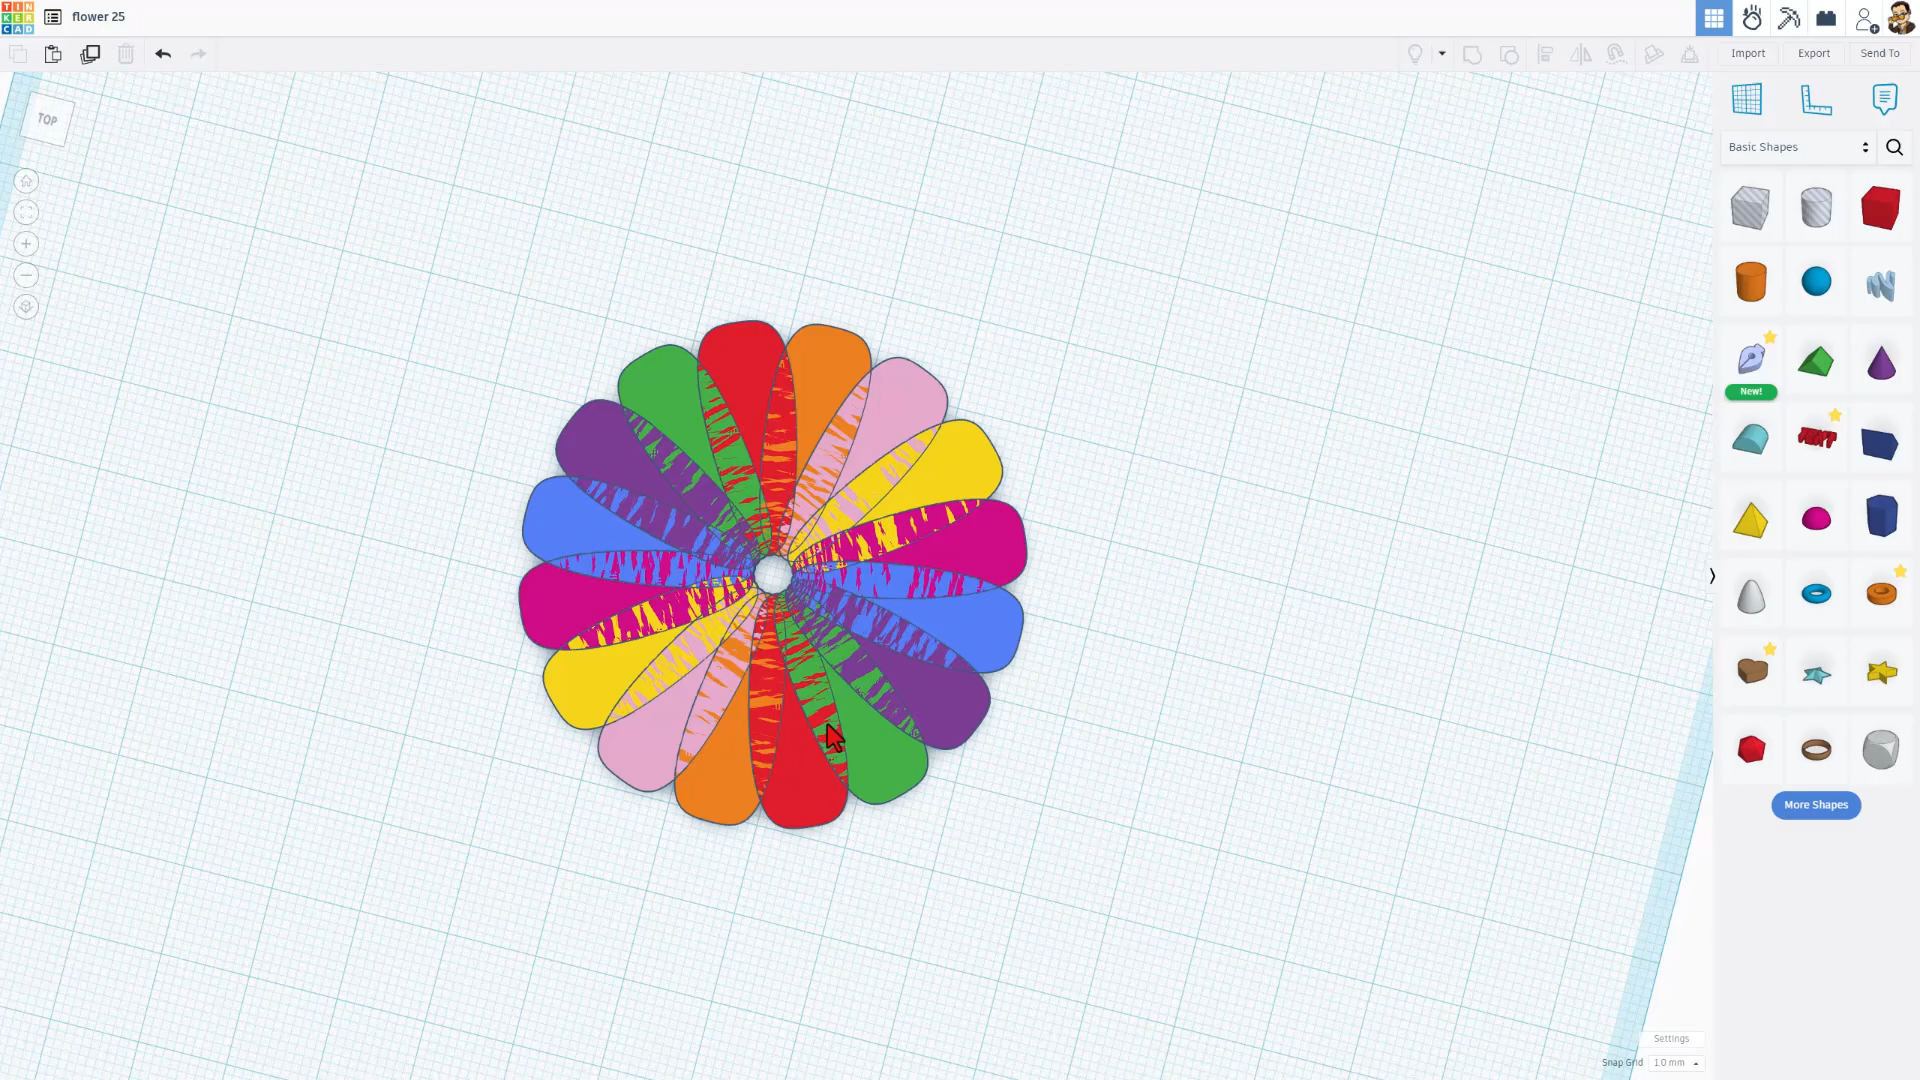 TIN
KER
CAD
flower 25
Import
Export
Send To
TOP
Basic Shapes
New!
More Shapes
Settings
Snap Grid
1.0 mm